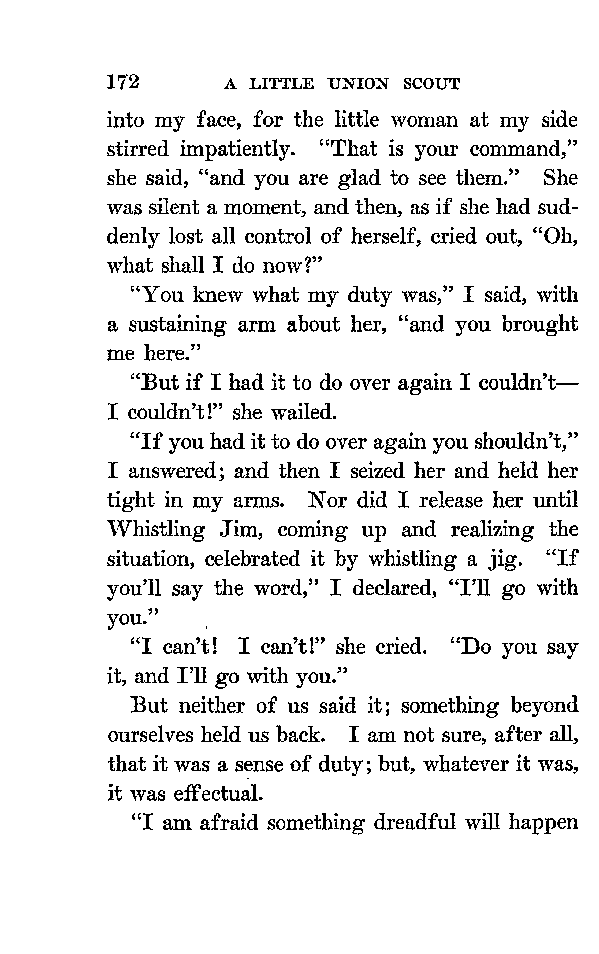 172 A LITTLE UNION SCOUT
into my face, for the little woman at my side
stirred impatiently. “That is your command,”
she said, “and you are glad to see them.” She
was silent a moment, and then, as if she had sud-
denly lost all control of herself, cried out, “Oh,
what shall I do now?”
“You knew what my duty was,” I said, with
a sustaining arm about her, “and you brought
me here.”
“But if I had it to do over again I couldn’t—
I couldn’t!” she wailed.
“If you had it to do over again you shouldn’t,”
I answered; and then I seized her and held her
tight in my arms. Nor did I release her until
Whistling Jim, coming up and realizing the
situation, celebrated it by whistling a jig. “If
you’ll say the word,” I declared, “I’ll go with
you.”
“I can’t! I can’t!” she cried. “Do you say
it, and I’ll go with you.”
But neither of us said it; something beyond
ourselves held us back. I am not sure, after all,
that it was a sense of duty; but, whatever it was,
it was effectual.
“I am afraid something dreadful will happen